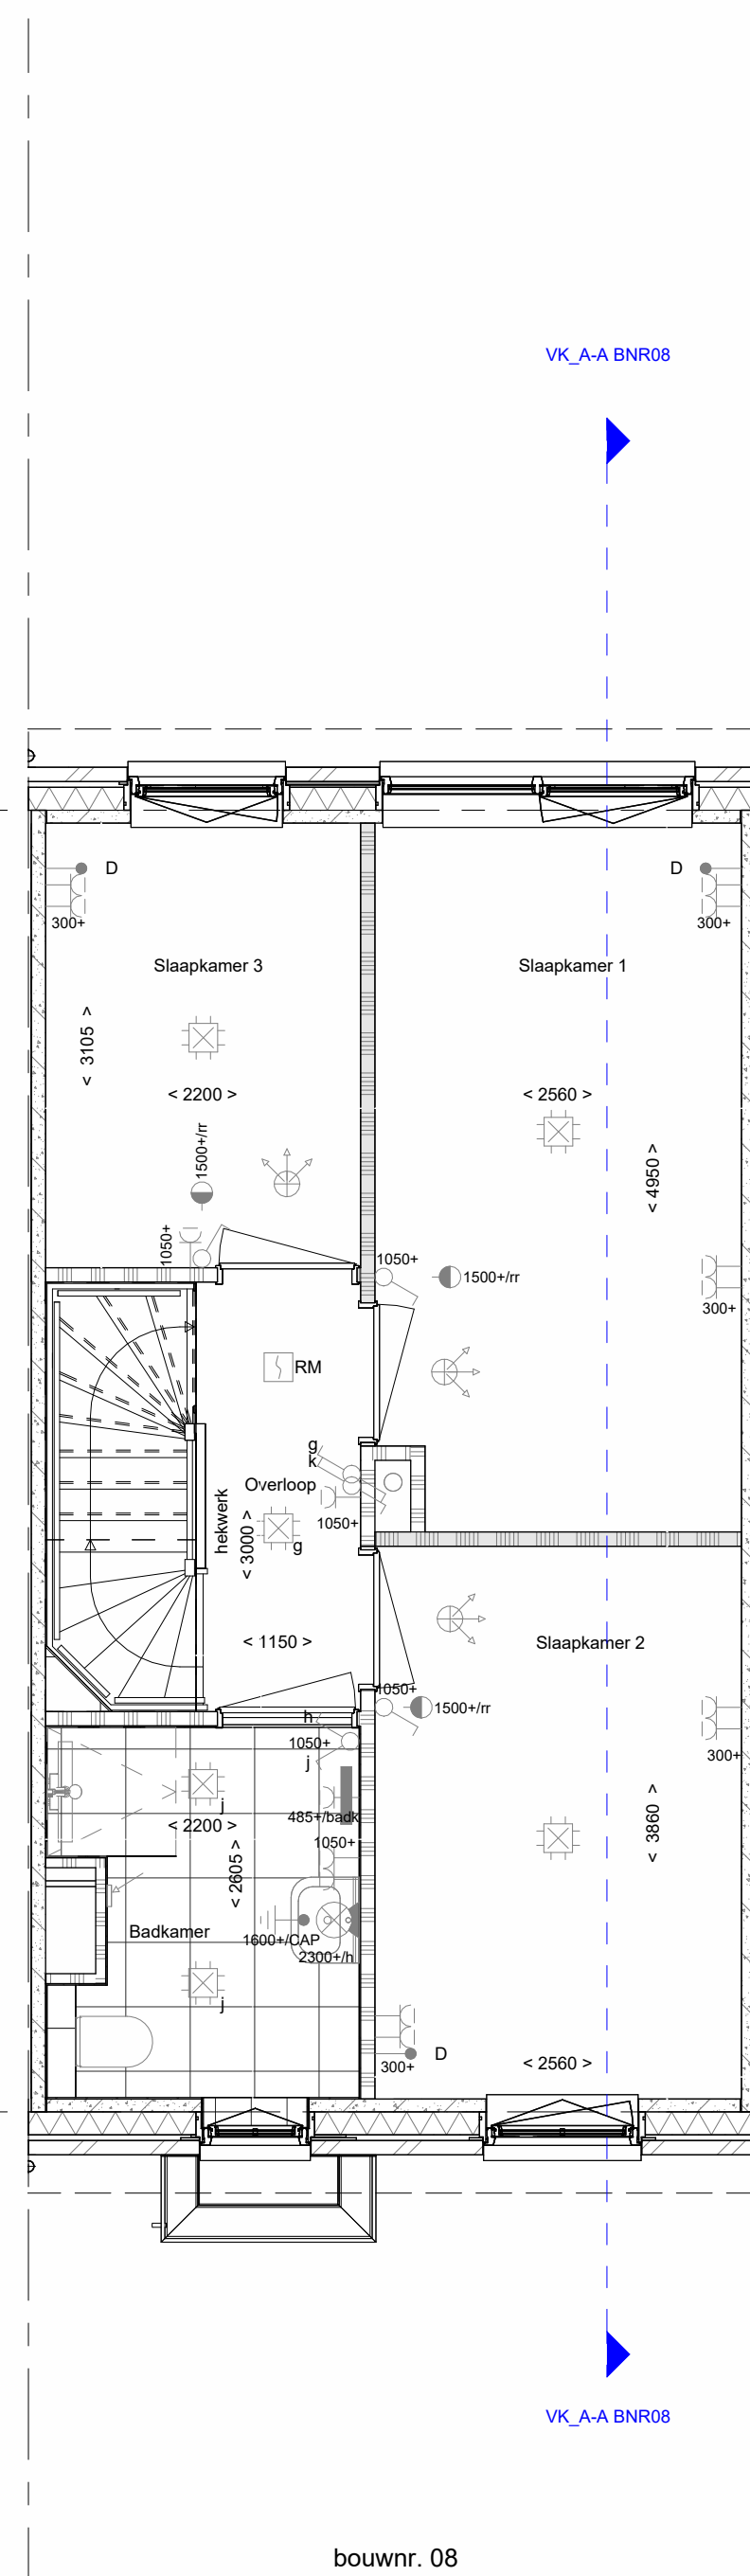 VK_A-A BNR08
D
D
300+
300+
Slaapkamer 3
Slaapkamer 1
< 3105 >
< 2200 >
< 2560 >
1500+/rr
< 4950 >
1050+
1050+
1500+/rr
300+
RM
g
k
Overloop
hekwerk
< 3000 >
1050+
g
< 1150 >
Slaapkamer 2
1050+
1500+/rr
h
1050+
j
300+
j
485+/badk
< 2200 >
1050+
< 2605 >
< 3860 >
Badkamer
1600+/CAP
2300+/h
j
D
300+
< 2560 >
VK_A-A BNR08
bouwnr. 08